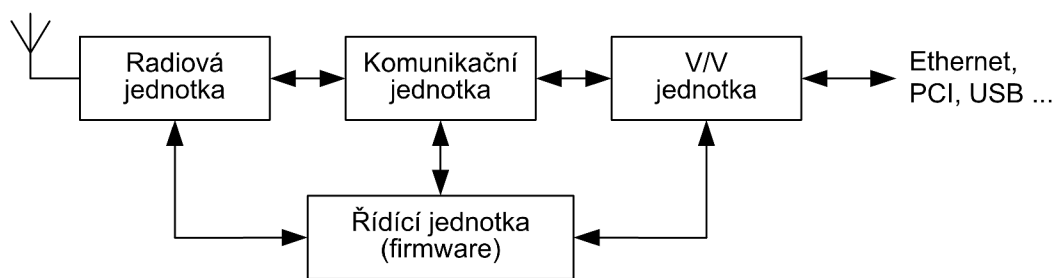 Radiová
jednotka
Komunikační
jednotka
V/V
jednotka
Ethernet,
PCI, USB ...
Řídící jednotka
(firmware)